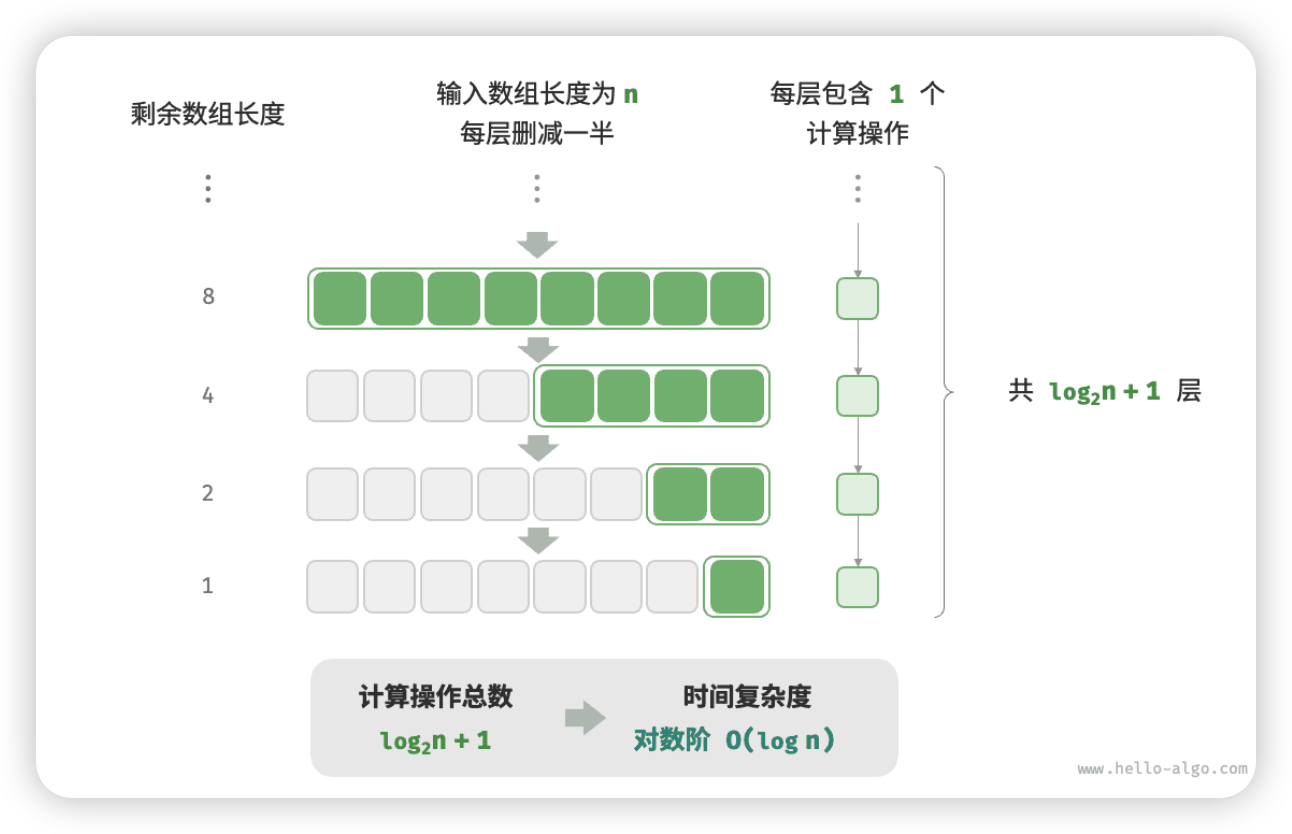 剩余数组长度
输入数组长度为 n
每层删减一半
每层包含 1 个
计算操作
8
4
2
1
共 log₂n + 1 层
计算操作总数
log₂n + 1
时间复杂度
对数阶 O(log n)
www.hello-algo.com